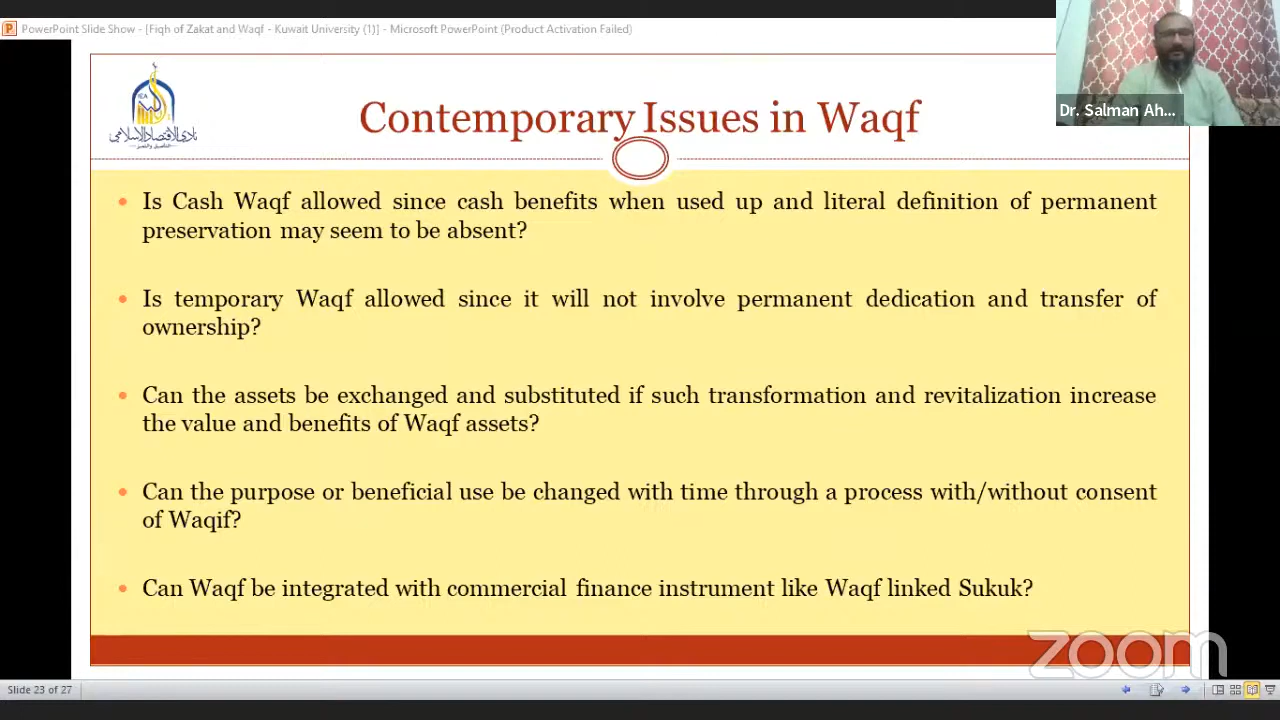 PowerPoint Slide Show - [Fiqh of Zakat and Waqf - Kuwait University (1)] - Microsoft PowerPoint (Product Activation Failed)
Dr. Salman Ah...
ICA
نادي الاقتصاد الإسلامي
Contemporary Issues in Waqf
• Is Cash Waqf allowed since cash benefits when used up and literal definition of permanent
preservation may seem to be absent?
• Is temporary Waqf allowed since it will not involve permanent dedication and transfer of
ownership?
• Can the assets be exchanged and substituted if such transformation and revitalization increase
the value and benefits of Waqf assets?
• Can the purpose or beneficial use be changed with time through a process with/without consent
of Waqif?
• Can Waqf be integrated with commercial finance instrument like Waqf linked Sukuk?
zoom
Slide 23 of 27